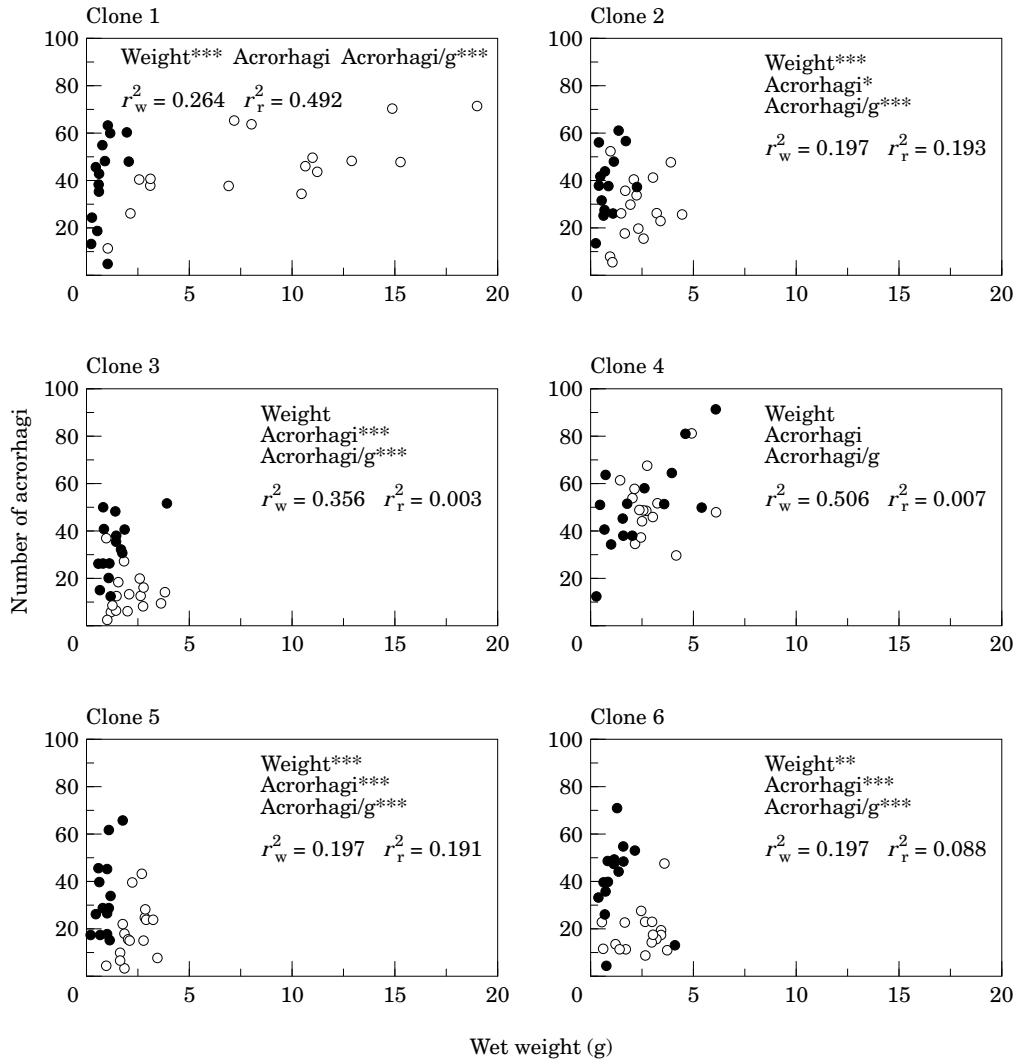 Clone 1
100
80
60
40
20
0
5
10
15
20
Weight*** Acrorhagi Acrorhagi/g***
r²w = 0.264 r²r = 0.492
Clone 2
100
80
60
40
20
0
5
10
15
20
Weight***
Acrorhagi*
Acrorhagi/g***
r²w = 0.197 r²r = 0.193
Clone 3
100
80
60
40
20
0
5
10
15
20
Weight
Acrorhagi***
Acrorhagi/g***
r²w = 0.356 r²r = 0.003
Clone 4
100
80
60
40
20
0
5
10
15
20
Weight
Acrorhagi
Acrorhagi/g
r²w = 0.506 r²r = 0.007
Number of acrorhagi
Clone 5
100
80
60
40
20
0
5
10
15
20
Weight***
Acrorhagi***
Acrorhagi/g***
r²w = 0.197 r²r = 0.191
Clone 6
100
80
60
40
20
0
5
10
15
20
Weight**
Acrorhagi***
Acrorhagi/g***
r²w = 0.197 r²r = 0.088
Wet weight (g)